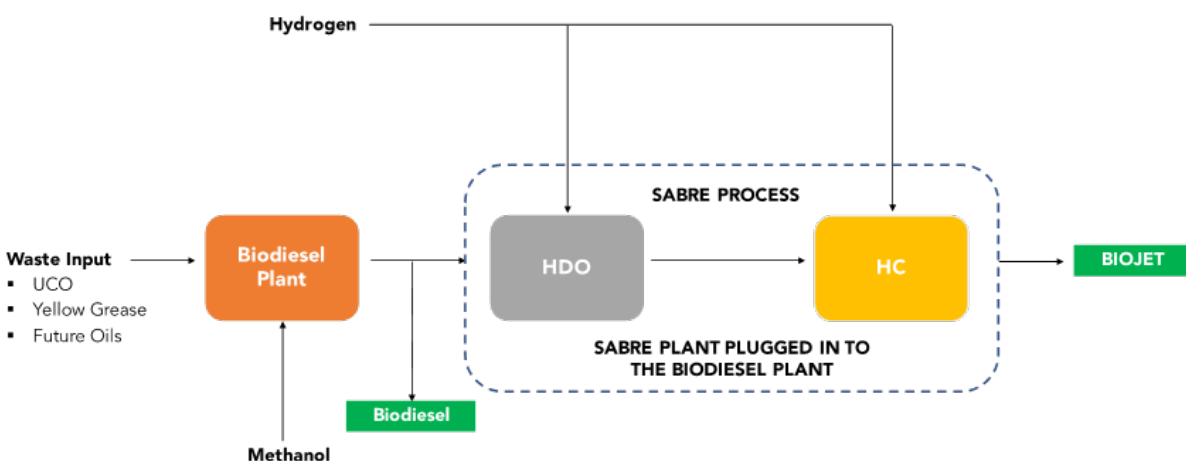 Hydrogen
SABRE PROCESS
Waste Input
▪ UCO
▪ Yellow Grease
▪ Future Oils
Biodiesel
Plant
HDO
HC
BIOJET
SABRE PLANT PLUGGED IN TO
THE BIODIESEL PLANT
Biodiesel
Methanol